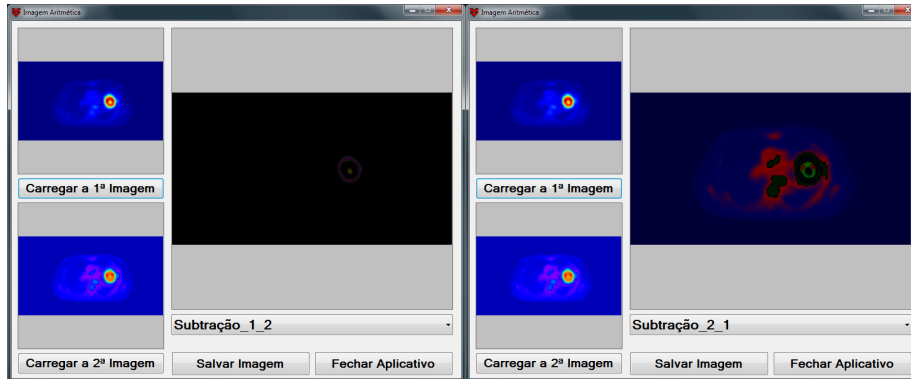 Imagem Aritmética
Carregar a 1ª Imagem
Subtração_1_2
Carregar a 2ª Imagem
Salvar Imagem
Fechar Aplicativo
Imagem Aritmética
Carregar a 1ª Imagem
Subtração_2_1
Carregar a 2ª Imagem
Salvar Imagem
Fechar Aplicativo